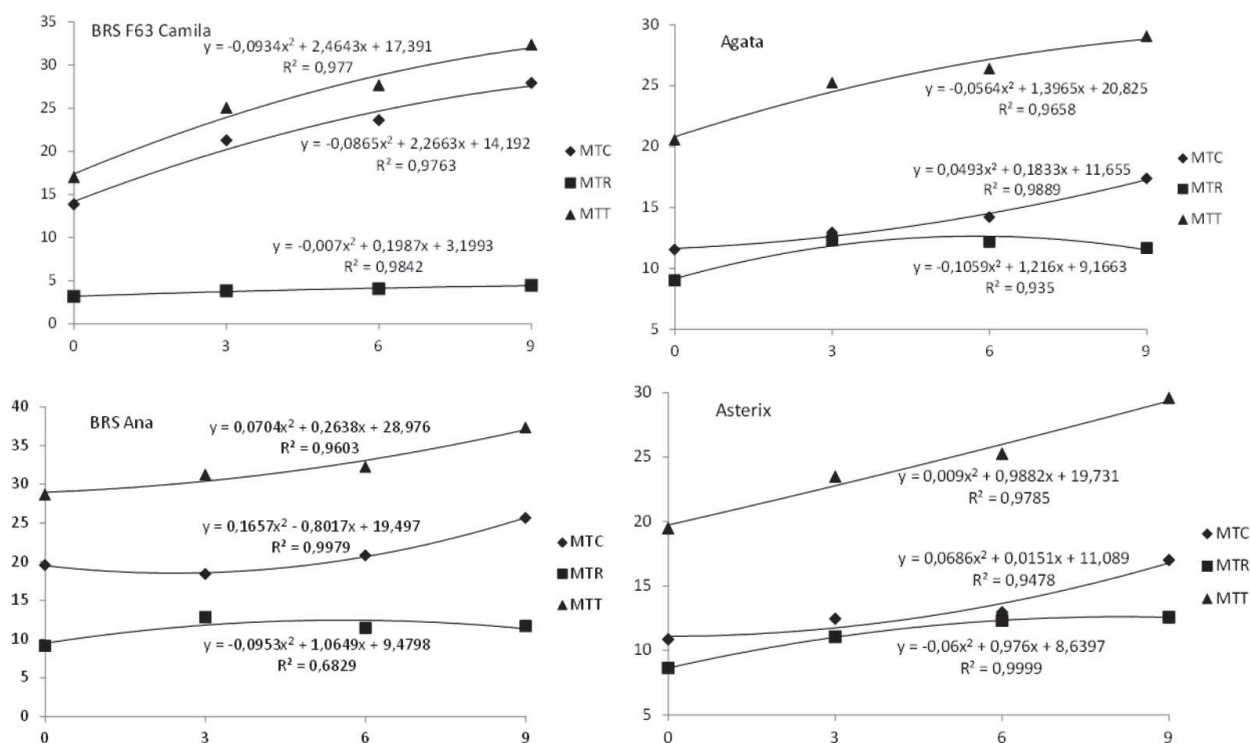 BRS F63 Camila
35
30
25
20
15
10
5
0
y = -0,0934x² + 2,4643x + 17,391
R² = 0,977
y = -0,0865x² + 2,2663x + 14,192
R² = 0,9763
y = -0,007x² + 0,1987x + 3,1993
R² = 0,9842
0 3 6 9
MTC
MTR
MTT
Agata
30
25
20
15
10
5
y = -0,0564x² + 1,3965x + 20,825
R² = 0,9658
y = 0,0493x² + 0,1833x + 11,655
R² = 0,9889
y = -0,1059x² + 1,216x + 9,1663
R² = 0,935
0 3 6 9
MTC
MTR
MTT
BRS Ana
40
35
30
25
20
15
10
5
0
y = 0,0704x² + 0,2638x + 28,976
R² = 0,9603
y = 0,1657x² - 0,8017x + 19,497
R² = 0,9979
y = -0,0953x² + 1,0649x + 9,4798
R² = 0,6829
0 3 6 9
MTC
MTR
MTT
Asterix
30
25
20
15
10
5
y = 0,009x² + 0,9882x + 19,731
R² = 0,9785
y = 0,0686x² + 0,0151x + 11,089
R² = 0,9478
y = -0,06x² + 0,976x + 8,6397
R² = 0,9999
0 3 6 9
MTC
MTR
MTT